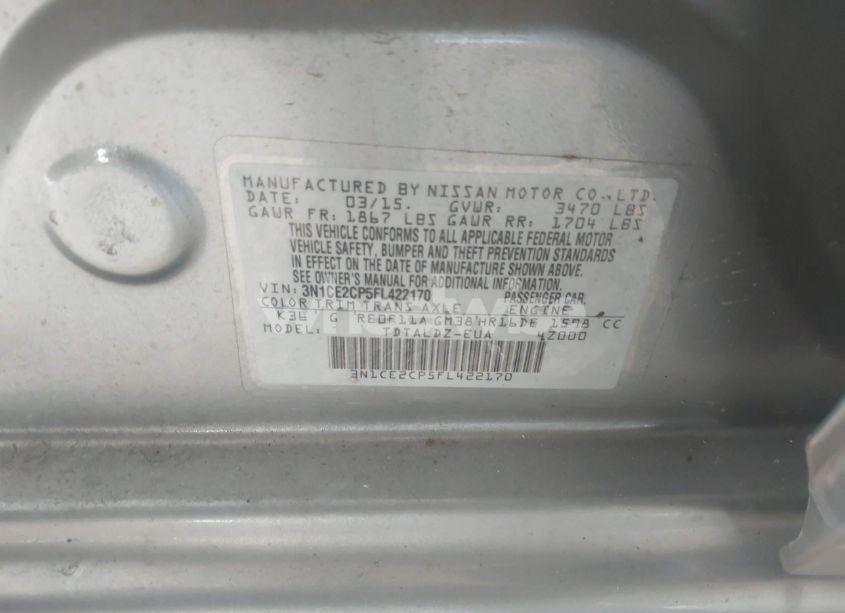 MANUFACTURED BY NISSAN MOTOR CO., LTD.
DATE: 03/15. GVWR: 3470 LBS
GAWR FR: 1867 LBS GAWR RR: 1704 LBS
THIS VEHICLE CONFORMS TO ALL APPLICABLE FEDERAL MOTOR
VEHICLE SAFETY, BUMPER AND THEFT PREVENTION STANDARDS
IN EFFECT ON THE DATE OF MANUFACTURE SHOWN ABOVE.
SEE OWNER'S MANUAL FOR ADDITIONAL INFORMATION.
VIN: 3N1CE2CP5FL422170 PASSENGER CAR.
COLOR TRIM TRANS AXLE ENGINE
G RE0F11A GM38 HR16DE 1598 CC
MODEL: TDTALDZ-EUA 4Z000
3N1CE2CP5FL422170